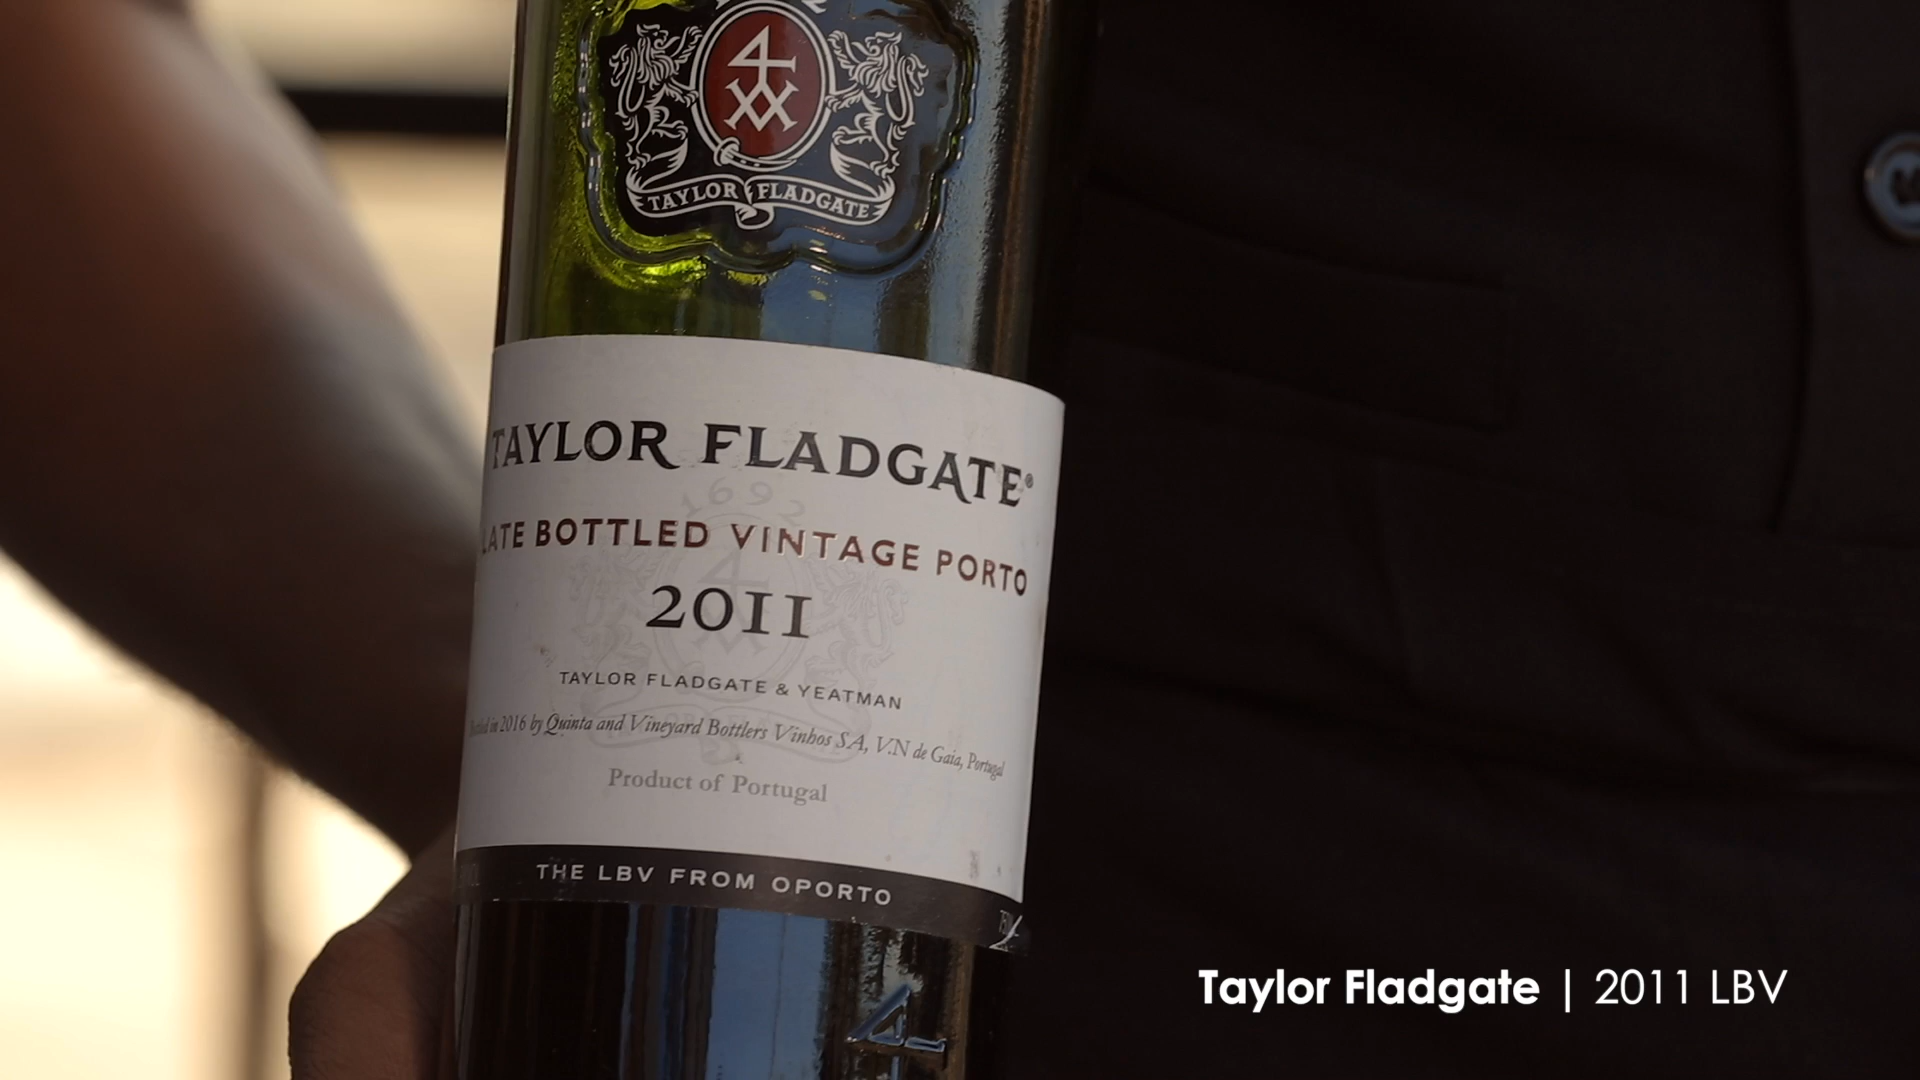 TAYLOR FLADGATE
TAYLOR FLADGATE®
1692
LATE BOTTLED VINTAGE PORTO
2011
TAYLOR FLADGATE & YEATMAN
in 2016 by Quinta and Vineyard Bottlers Vinhos SA, V.N de Gaia, Portugal
Product of Portugal
THE LBV FROM OPORTO
Taylor Fladgate | 2011 LBV